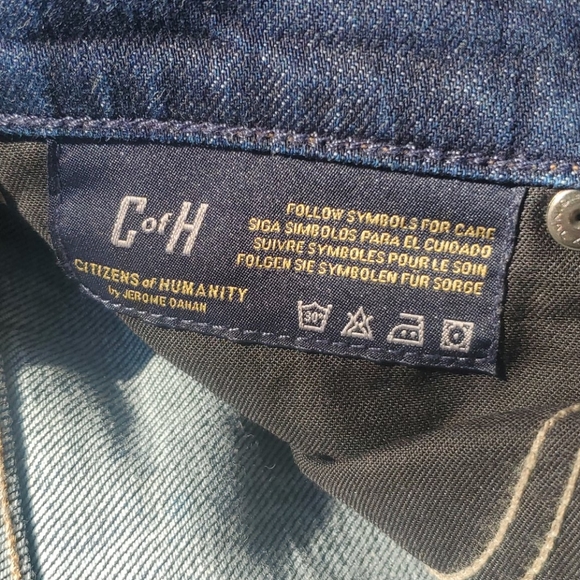 C of H
CITIZENS of HUMANITY
by JEROME DAHAN
FOLLOW SYMBOLS FOR CARE
SIGA SIMBOLOS PARA EL CUIDADO
SUIVRE SYMBOLES POUR LE SOIN
FOLGEN SIE SYMBOLEN FÜR SORGE
30°